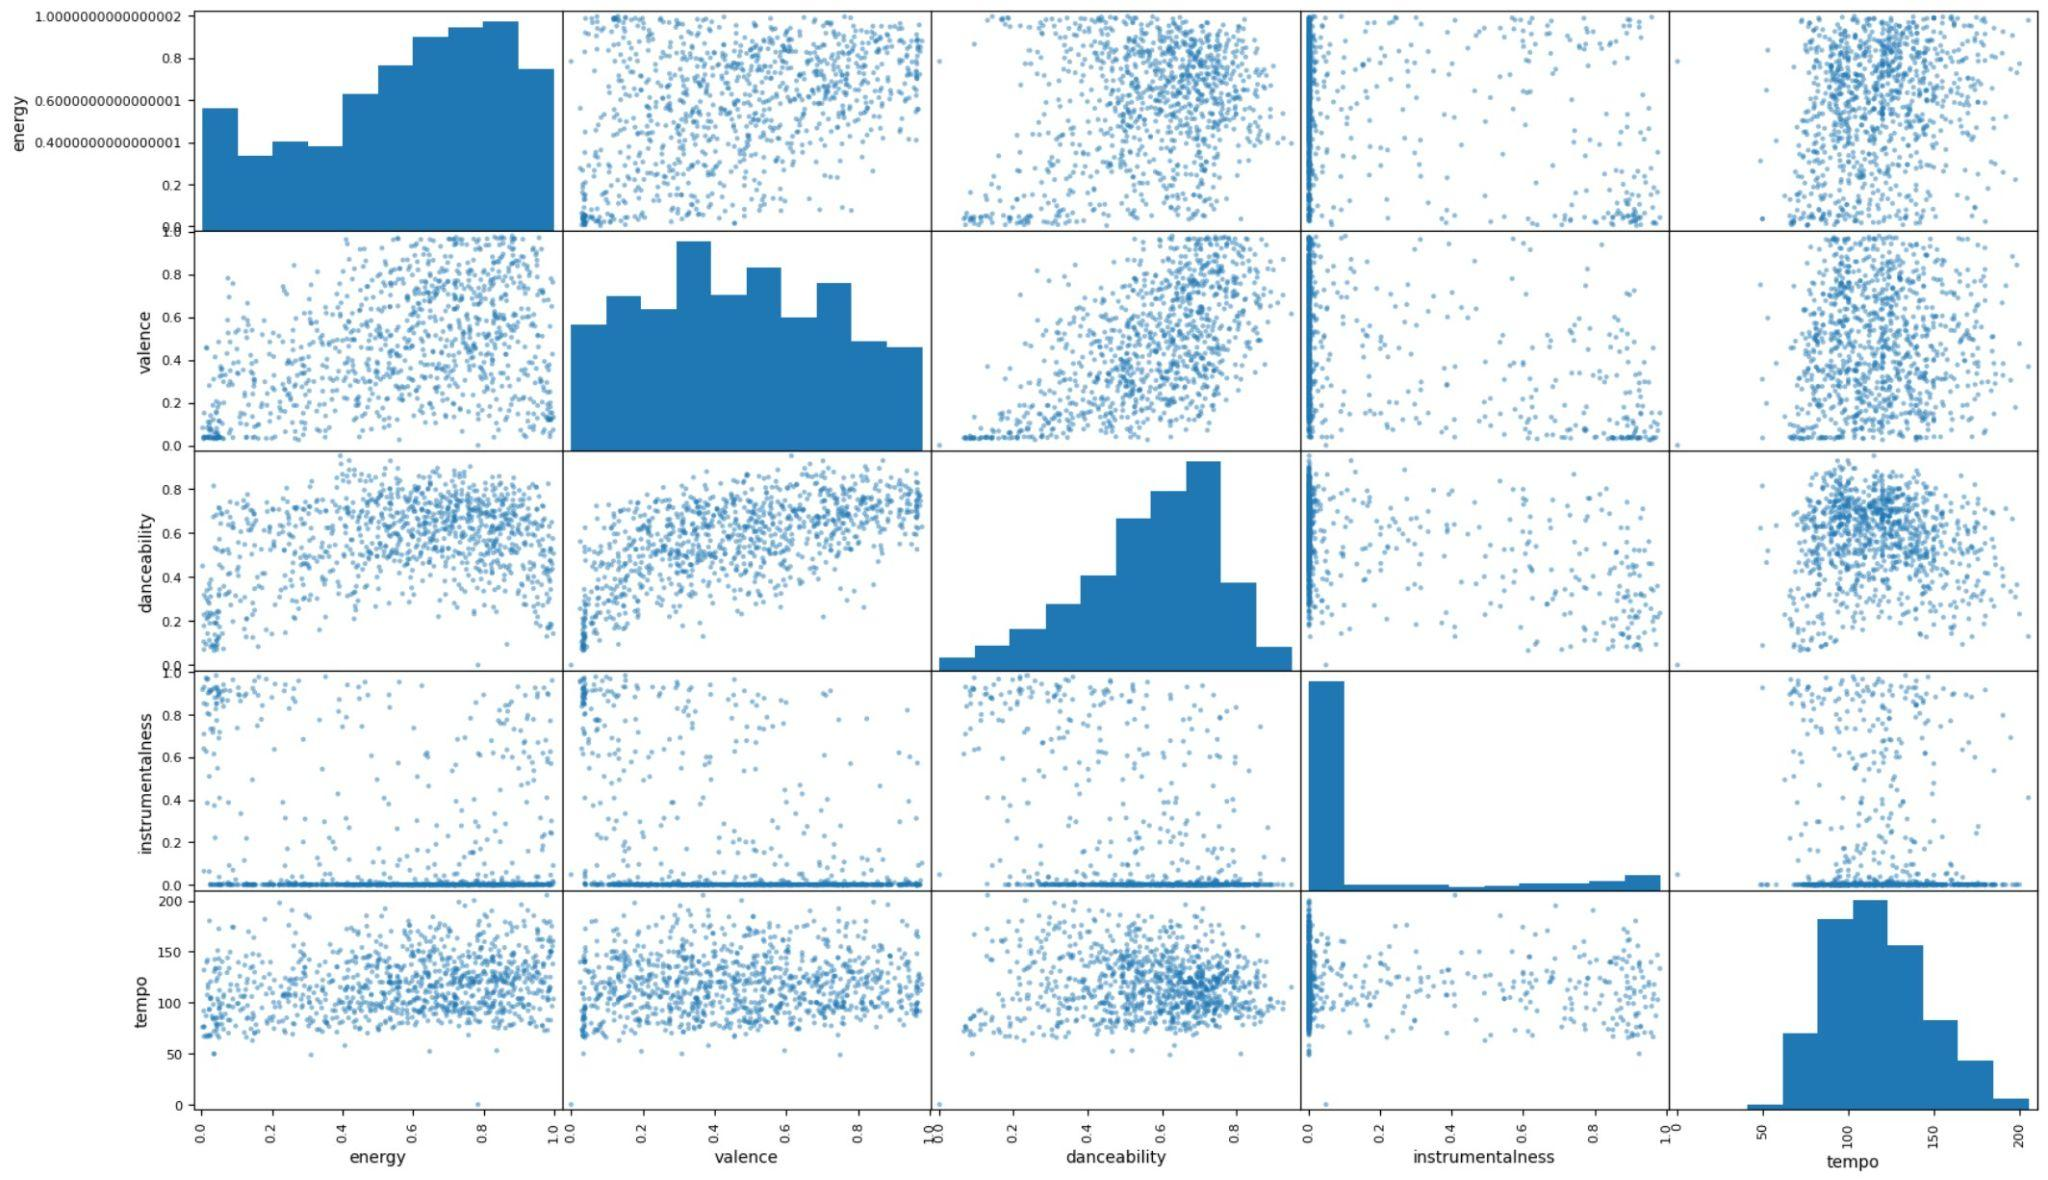 1.0000000000000002
0.8
0.6000000000000001
0.4000000000000001
0.2
0.0
energy
1.0
0.8
0.6
0.4
0.2
0.0
valence
0.8
0.6
0.4
0.2
0.0
danceability
1.0
0.8
0.6
0.4
0.2
0.0
instrumentalness
200
150
100
50
0
tempo
0.0 0.2 0.4 0.6 0.8 1.0
energy
0.0 0.2 0.4 0.6 0.8 1.0
valence
0.0 0.2 0.4 0.6 0.8
danceability
0.0 0.2 0.4 0.6 0.8 1.0
instrumentalness
0 50 100 150 200
tempo